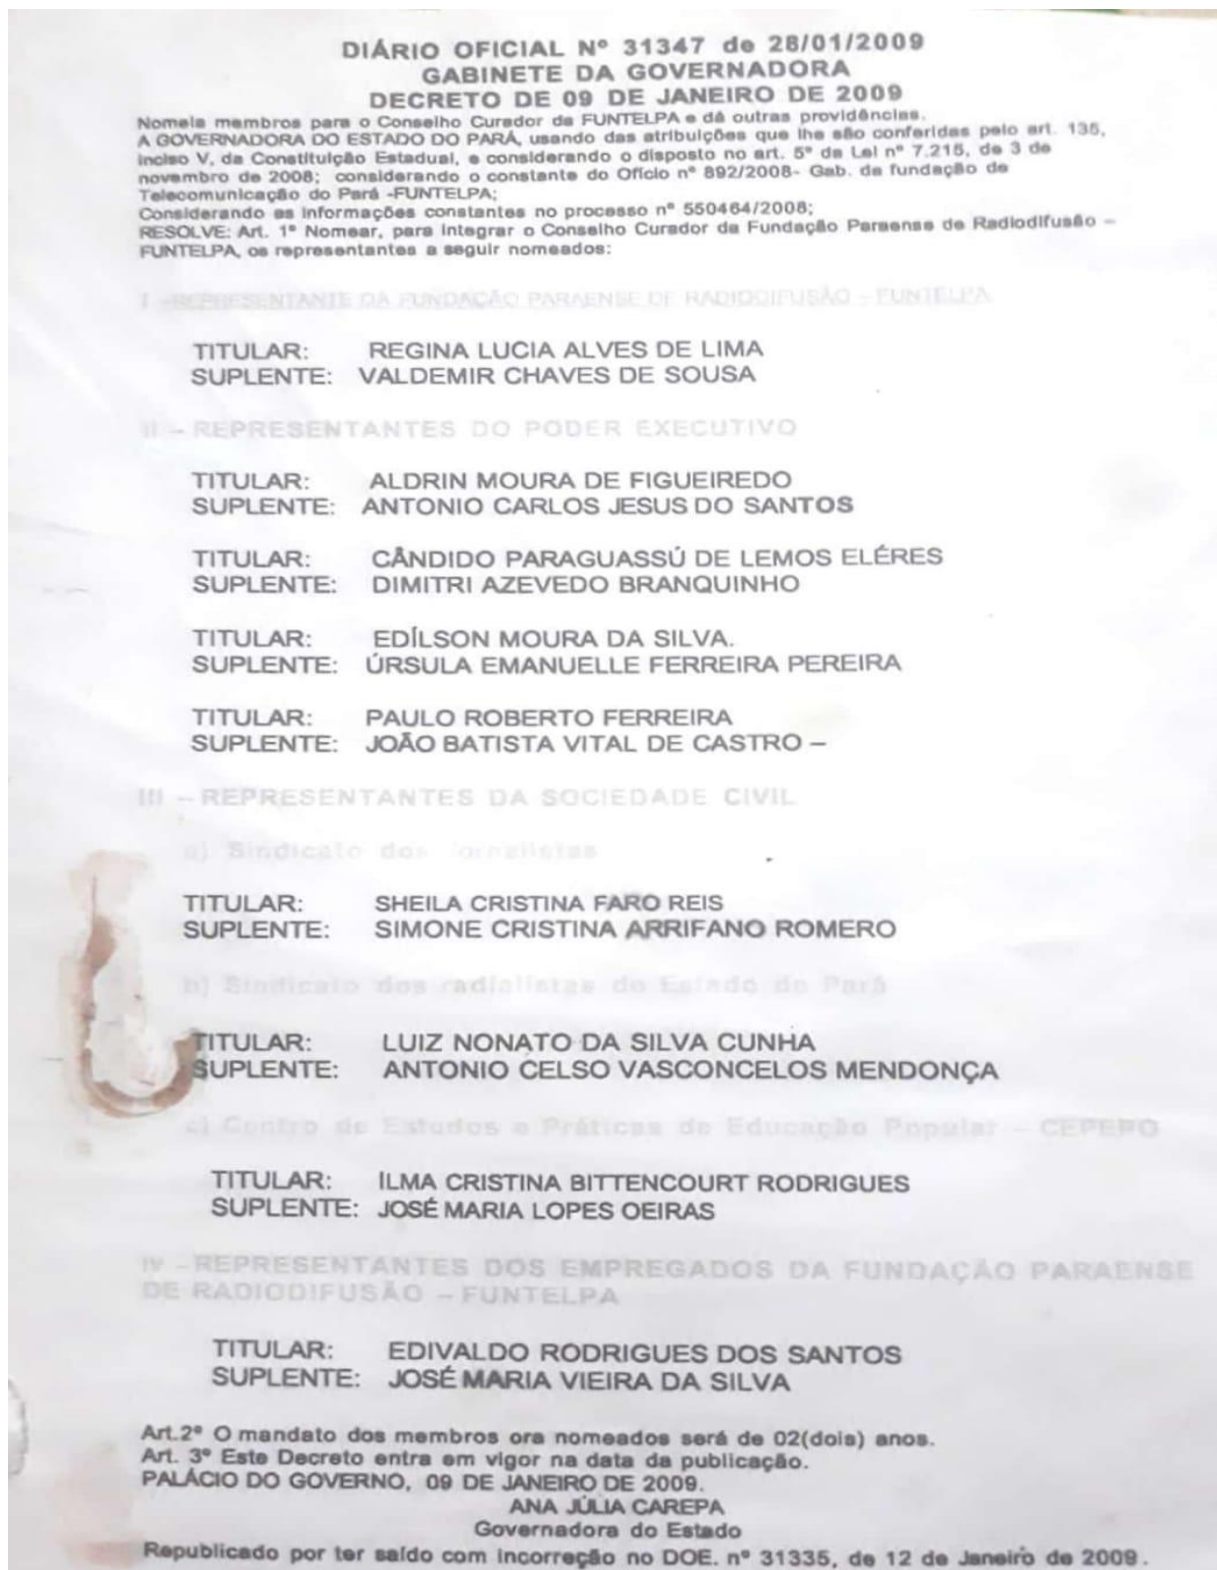 DIÁRIO OFICIAL Nº 31347 de 28/01/2009
GABINETE DA GOVERNADORA
DECRETO DE 09 DE JANEIRO DE 2009
Nomeia membros para o Conselho Curador da FUNTELPA e dá outras providências.
A GOVERNADORA DO ESTADO DO PARÁ, usando das atribuições que lhe são conferidas pelo art. 135,
inciso V, da Constituição Estadual, e considerando o disposto no art. 5º da Lei nº 7.215, de 3 de
novembro de 2008; considerando o constante do Ofício nº 892/2008- Gab. da fundação de
Telecomunicação do Pará -FUNTELPA;
Considerando as informações constantes no processo nº 550464/2008;
RESOLVE: Art. 1º Nomear, para integrar o Conselho Curador da Fundação Paraense de Radiodifusão –
FUNTELPA, os representantes a seguir nomeados:
I -REPRESENTANTE DA FUNDAÇÃO PARAENSE DE RADIODIFUSÃO - FUNTELPA
TITULAR: REGINA LUCIA ALVES DE LIMA
SUPLENTE: VALDEMIR CHAVES DE SOUSA
II – REPRESENTANTES DO PODER EXECUTIVO
TITULAR: ALDRIN MOURA DE FIGUEIREDO
SUPLENTE: ANTONIO CARLOS JESUS DO SANTOS
TITULAR: CÂNDIDO PARAGUASSÚ DE LEMOS ELÉRES
SUPLENTE: DIMITRI AZEVEDO BRANQUINHO
TITULAR: EDÍLSON MOURA DA SILVA.
SUPLENTE: ÚRSULA EMANUELLE FERREIRA PEREIRA
TITULAR: PAULO ROBERTO FERREIRA
SUPLENTE: JOÃO BATISTA VITAL DE CASTRO –
III – REPRESENTANTES DA SOCIEDADE CIVIL
a) Sindicato dos jornalistas
TITULAR: SHEILA CRISTINA FARO REIS
SUPLENTE: SIMONE CRISTINA ARRIFANO ROMERO
b) Sindicato dos radialistas do Estado do Pará
TITULAR: LUIZ NONATO DA SILVA CUNHA
SUPLENTE: ANTONIO CELSO VASCONCELOS MENDONÇA
c) Centro de Estudos e Práticas de Educação Popular – CEPEPO
TITULAR: ILMA CRISTINA BITTENCOURT RODRIGUES
SUPLENTE: JOSÉ MARIA LOPES OEIRAS
IV – REPRESENTANTES DOS EMPREGADOS DA FUNDAÇÃO PARAENSE
DE RADIODIFUSÃO – FUNTELPA
TITULAR: EDIVALDO RODRIGUES DOS SANTOS
SUPLENTE: JOSÉ MARIA VIEIRA DA SILVA
Art.2º O mandato dos membros ora nomeados será de 02(dois) anos.
Art. 3º Este Decreto entra em vigor na data da publicação.
PALÁCIO DO GOVERNO, 09 DE JANEIRO DE 2009.
ANA JÚLIA CAREPA
Governadora do Estado
Republicado por ter saído com incorreção no DOE. nº 31335, de 12 de Janeiro de 2009.